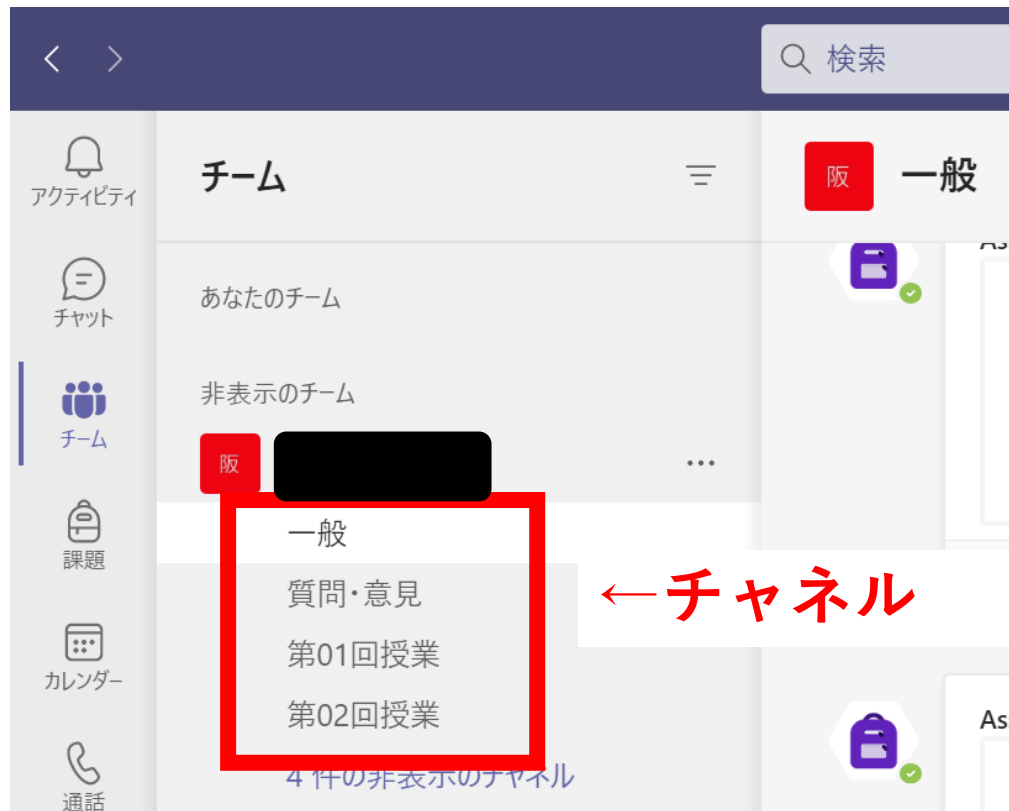 検索
アクティビティ
チーム
阪 一般
チャット
あなたのチーム
チーム
非表示のチーム
阪
一般
課題
質問・意見
←チャネル
第01回授業
カレンダー
第02回授業
As
4 件の非表示のチャネル
通話